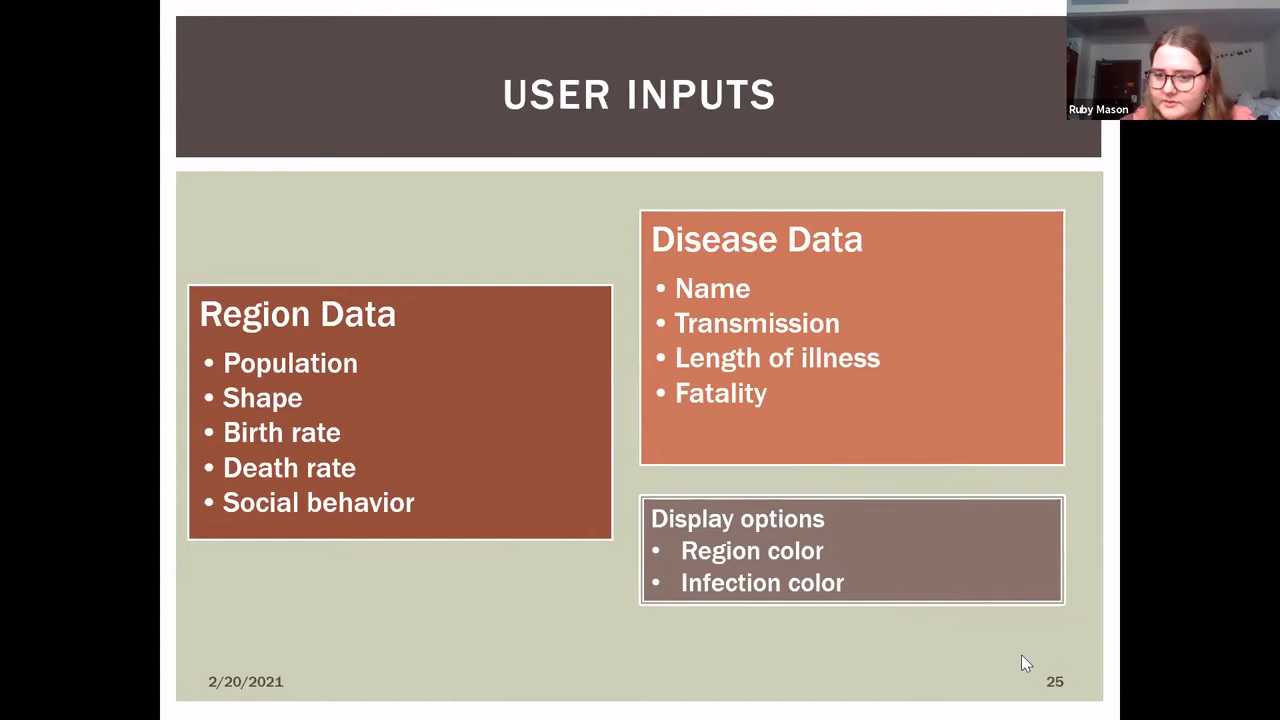 USER INPUTS
Ruby Mason
Region Data
• Population
• Shape
• Birth rate
• Death rate
• Social behavior
Disease Data
• Name
• Transmission
• Length of illness
• Fatality
Display options
• Region color
• Infection color
2/20/2021
25